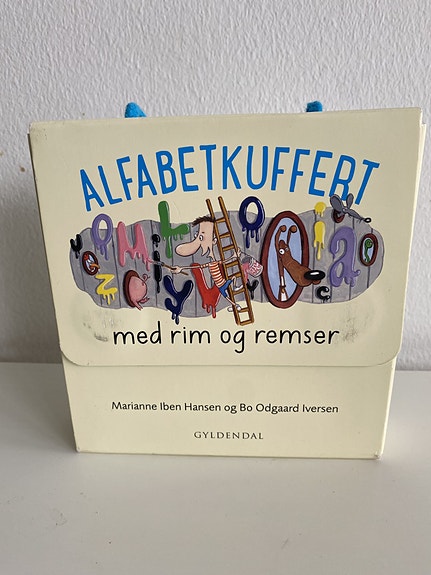 ALFABETKUFFERT
med rim og remser
Marianne Iben Hansen og Bo Odgaard Iversen
GYLDENDAL